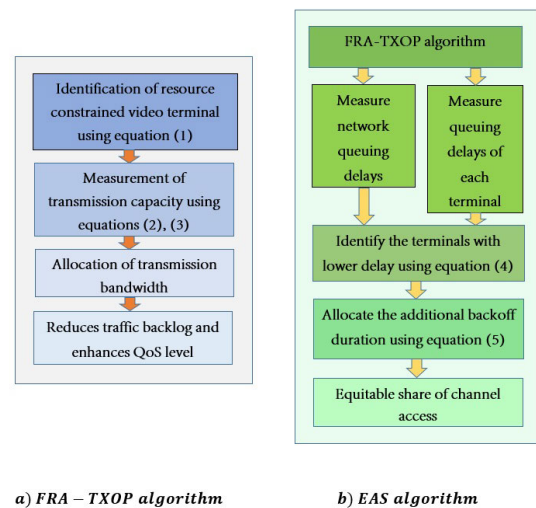 Identification of resource
constrained video terminal
using equation (1)
Measurement of
transmission capacity using
equations (2), (3)
Allocation of transmission
bandwidth
Reduces traffic backlog and
enhances QoS level
a) FRA − TXOP algorithm
FRA-TXOP algorithm
Measure
network
queuing
delays
Measure
queuing
delays of
each
terminal
Identify the terminals with
lower delay using equation (4)
Allocate the additional backoff
duration using equation (5)
Equitable share of channel
access
b) EAS algorithm